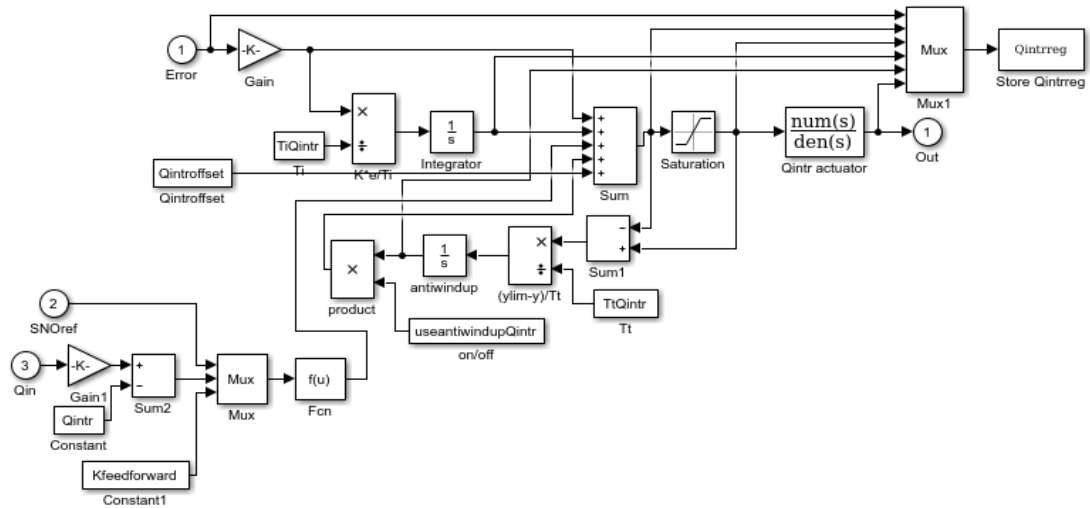 1
Error
-K-
Gain
Mux
Mux1
Qintrreg
Store Qintrreg
×
÷
K*e/Ti
TiQintr
Ti
1
s
Integrator
+
+
+
+
+
Sum
Saturation
num(s)
den(s)
Qintr actuator
1
Out
Qintroffset
Qintroffset
×
product
1
s
antiwindup
×
÷
(ylim-y)/Tt
−
+
Sum1
TtQintr
Tt
useantiwindupQintr
on/off
2
SNOref
3
Qin
-K-
Gain1
+
−
Sum2
Qintr
Constant
Mux
Mux
f(u)
Fcn
Kfeedforward
Constant1